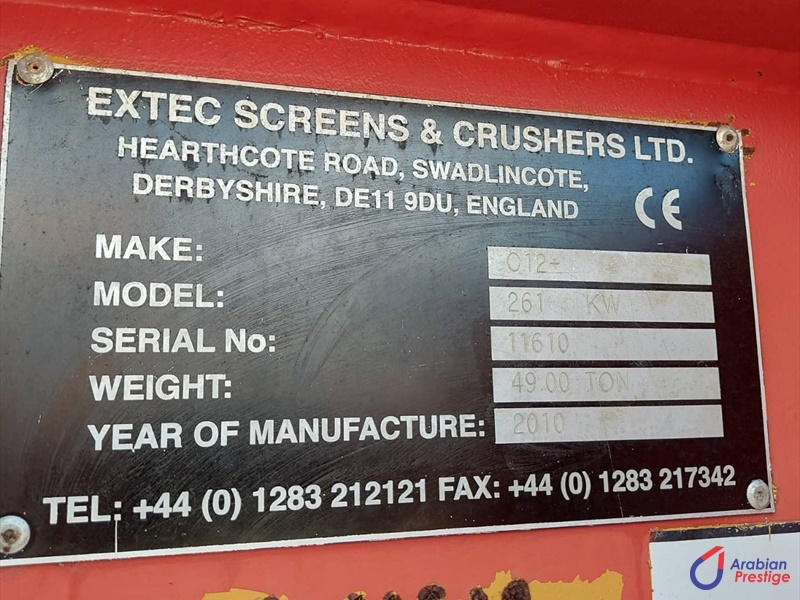 EXTEC SCREENS & CRUSHERS LTD.
HEARTHCOTE ROAD, SWADLINCOTE,
DERBYSHIRE, DE11 9DU, ENGLAND
CE
MAKE: C12+
MODEL: 261 KW
SERIAL No: 11610
WEIGHT: 49.00 TON
YEAR OF MANUFACTURE: 2010
TEL: +44 (0) 1283 212121 FAX: +44 (0) 1283 217342
Arabian
Prestige